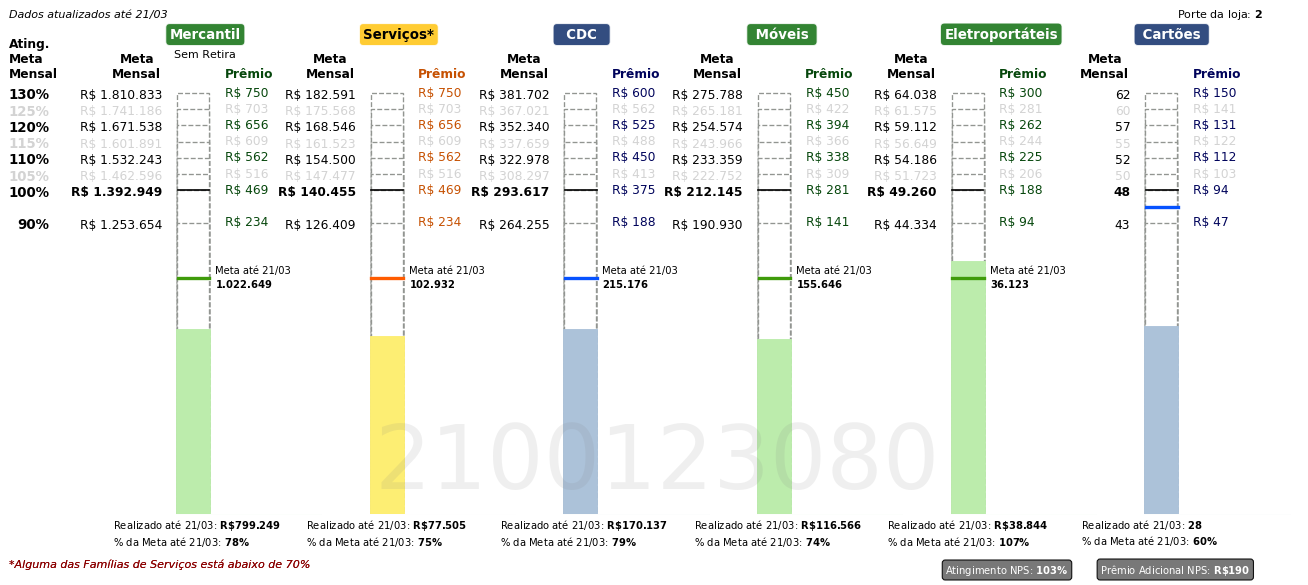 Dados atualizados até 21/03
Porte da loja: 2
Mercantil Serviços* CDC Móveis Eletroportáteis Cartões
Sem Retira
Ating. Meta Mensal
Meta Mensal Prêmio Meta Mensal Prêmio Meta Mensal Prêmio Meta Mensal Prêmio Meta Mensal Prêmio Meta Mensal Prêmio
130% R$ 1.810.833 R$ 750 R$ 182.591 R$ 750 R$ 381.702 R$ 600 R$ 275.788 R$ 450 R$ 64.038 R$ 300 62 R$ 150
125% R$ 1.741.186 R$ 703 R$ 175.568 R$ 703 R$ 367.021 R$ 562 R$ 265.181 R$ 422 R$ 61.575 R$ 281 60 R$ 141
120% R$ 1.671.538 R$ 656 R$ 168.546 R$ 656 R$ 352.340 R$ 525 R$ 254.574 R$ 394 R$ 59.112 R$ 262 57 R$ 131
115% R$ 1.601.891 R$ 609 R$ 161.523 R$ 609 R$ 337.659 R$ 488 R$ 243.966 R$ 366 R$ 56.649 R$ 244 55 R$ 122
110% R$ 1.532.243 R$ 562 R$ 154.500 R$ 562 R$ 322.978 R$ 450 R$ 233.359 R$ 338 R$ 54.186 R$ 225 52 R$ 112
105% R$ 1.462.596 R$ 516 R$ 147.477 R$ 516 R$ 308.297 R$ 413 R$ 222.752 R$ 309 R$ 51.723 R$ 206 50 R$ 103
100% R$ 1.392.949 R$ 469 R$ 140.455 R$ 469 R$ 293.617 R$ 375 R$ 212.145 R$ 281 R$ 49.260 R$ 188 48 R$ 94
90% R$ 1.253.654 R$ 234 R$ 126.409 R$ 234 R$ 264.255 R$ 188 R$ 190.930 R$ 141 R$ 44.334 R$ 94 43 R$ 47
Meta até 21/03 Meta até 21/03 Meta até 21/03 Meta até 21/03 Meta até 21/03
1.022.649 102.932 215.176 155.646 36.123
2100123080
Realizado até 21/03: R$799.249 Realizado até 21/03: R$77.505 Realizado até 21/03: R$170.137 Realizado até 21/03: R$116.566 Realizado até 21/03: R$38.844 Realizado até 21/03: 28
% da Meta até 21/03: 78% % da Meta até 21/03: 75% % da Meta até 21/03: 79% % da Meta até 21/03: 74% % da Meta até 21/03: 107% % da Meta até 21/03: 60%
*Alguma das Famílias de Serviços está abaixo de 70%
Atingimento NPS: 103% Prêmio Adicional NPS: R$190